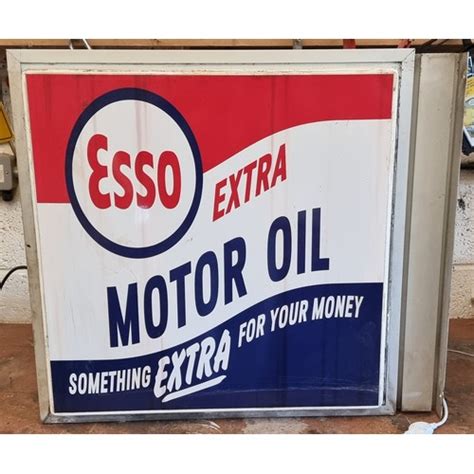 Esso
EXTRA
MOTOR OIL
SOMETHING EXTRA FOR YOUR MONEY